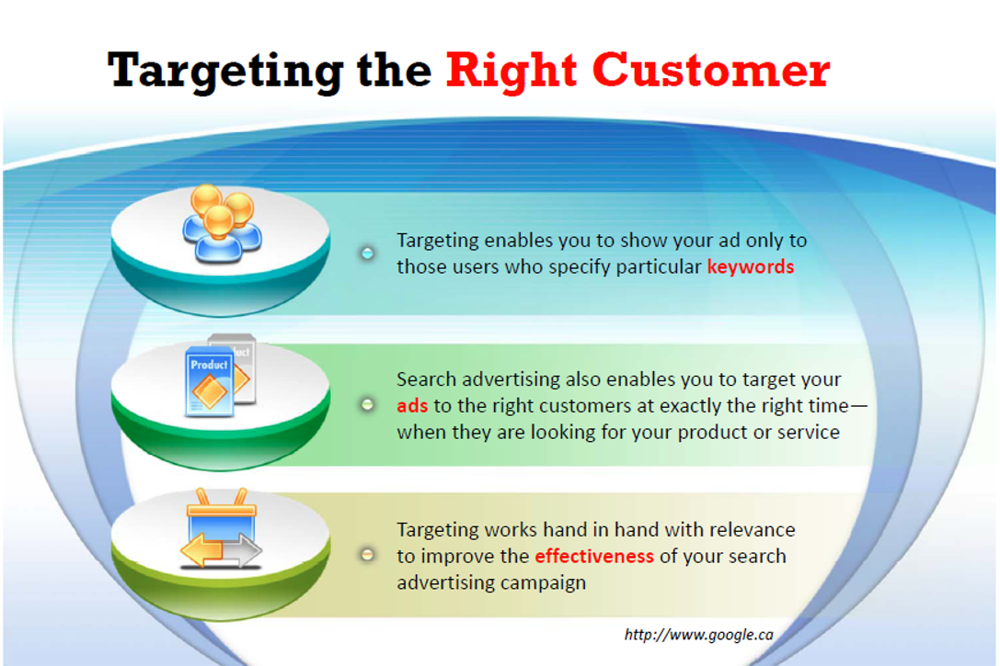 Targeting the Right Customer
Targeting enables you to show your ad only to
those users who specify particular keywords
Product
uct
Search advertising also enables you to target your
ads to the right customers at exactly the right time—
when they are looking for your product or service
Targeting works hand in hand with relevance
to improve the effectiveness of your search
advertising campaign
http://www.google.ca